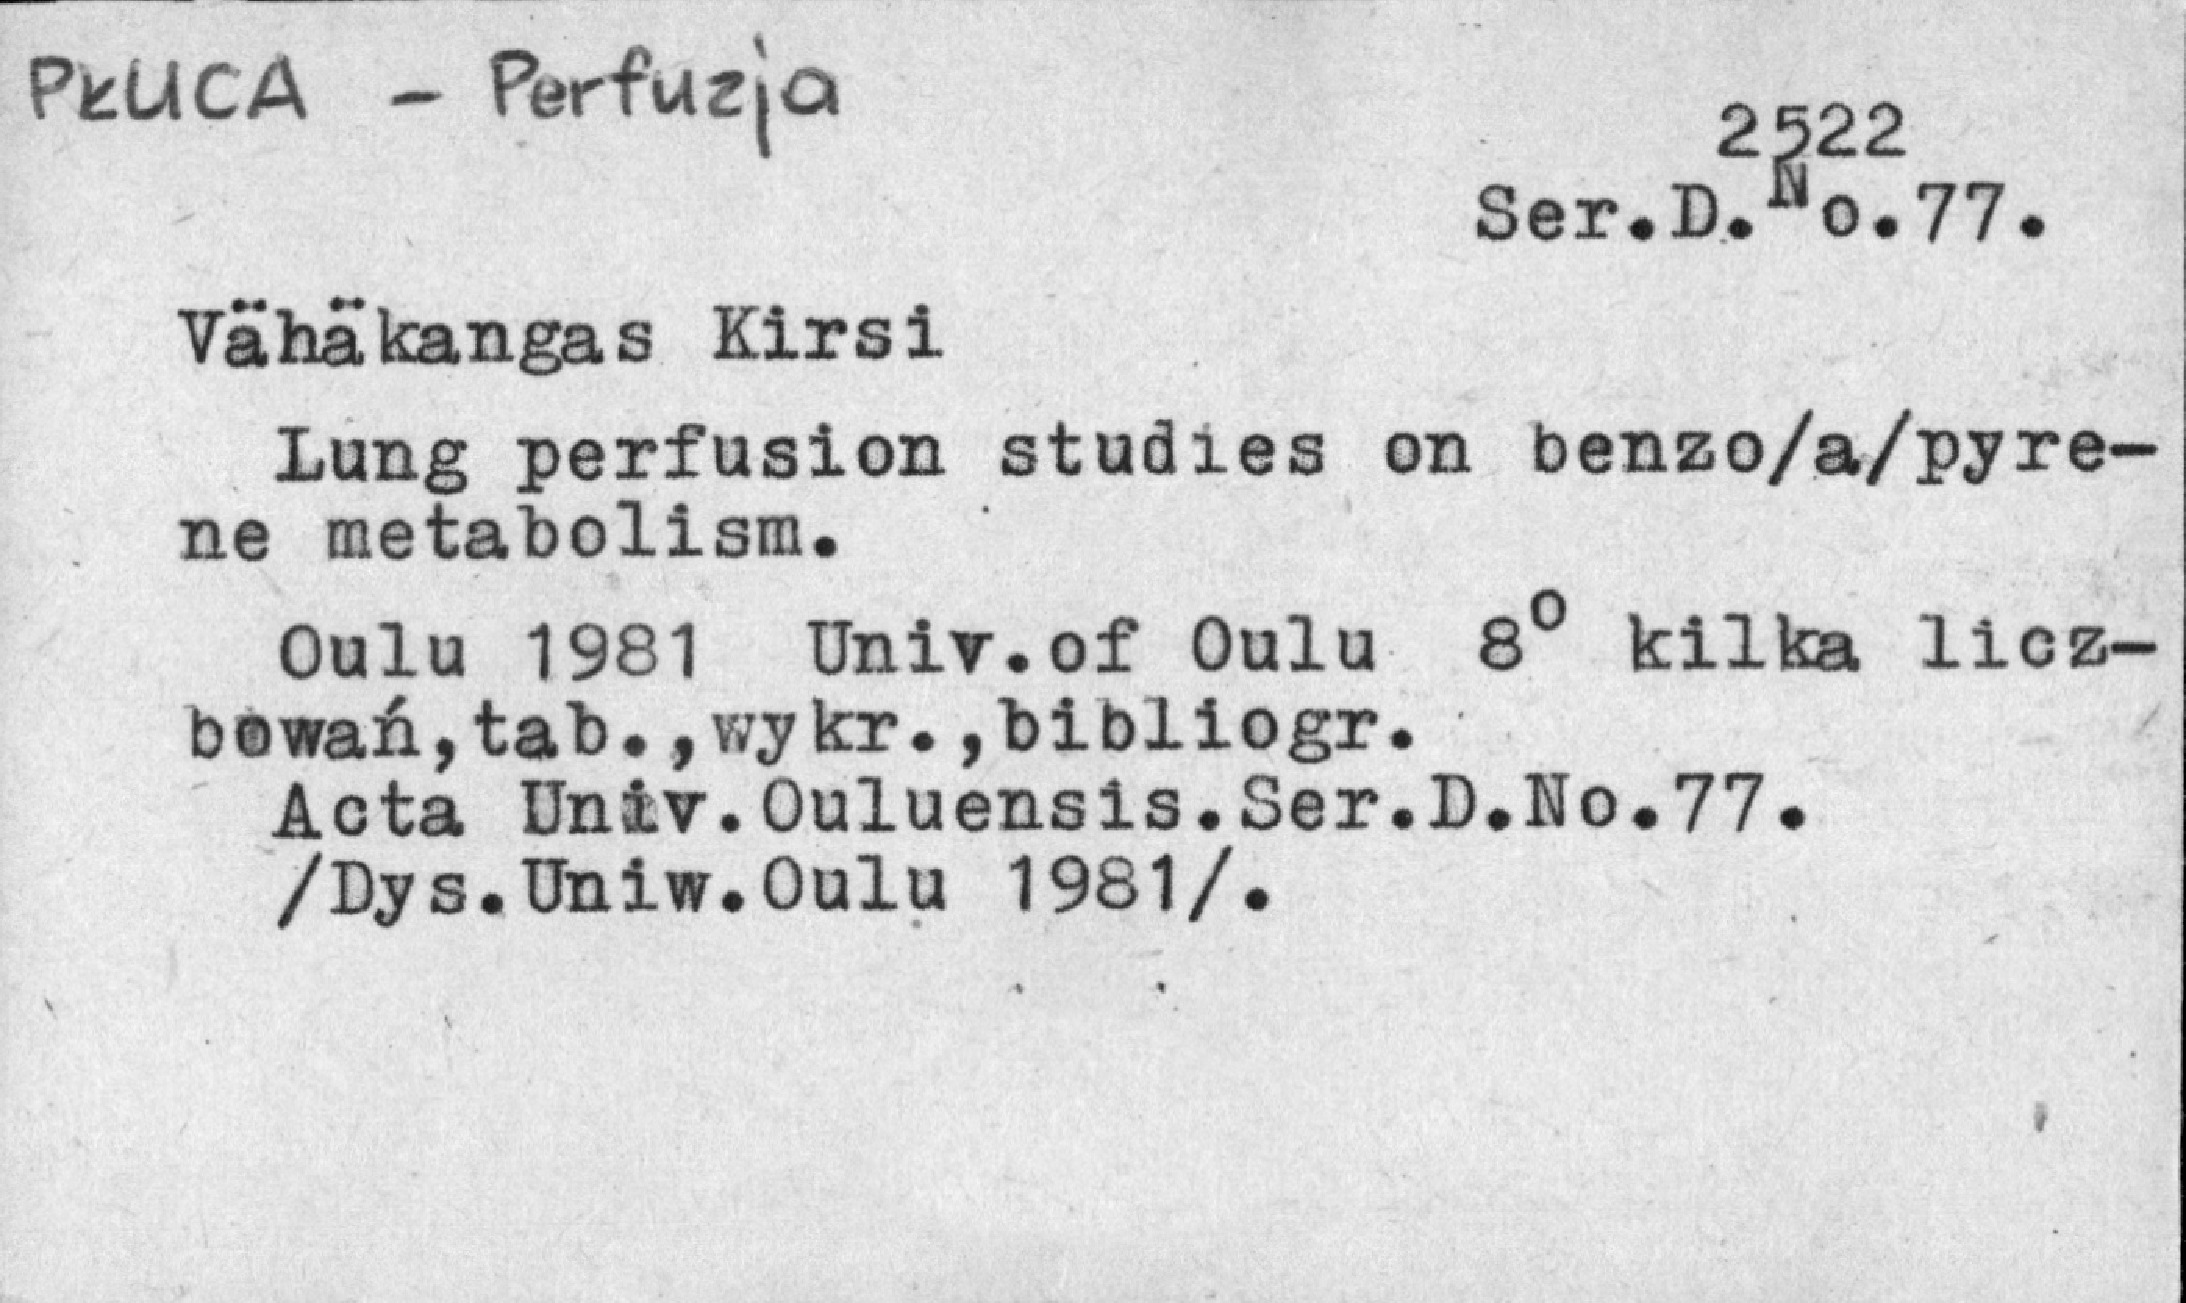 PŁUCA - Perfuzja
2522
Ser.D.No.77.
Vähäkangas Kirsi
Lung perfusion studies on benzo/a/pyre-
ne metabolism.
Oulu 1981 Univ.of Oulu 8° kilka licz-
bowań,tab.,wykr.,bibliogr.
Acta Univ.Ouluensis.Ser.D.No.77.
/Dys.Uniw.Oulu 1981/.